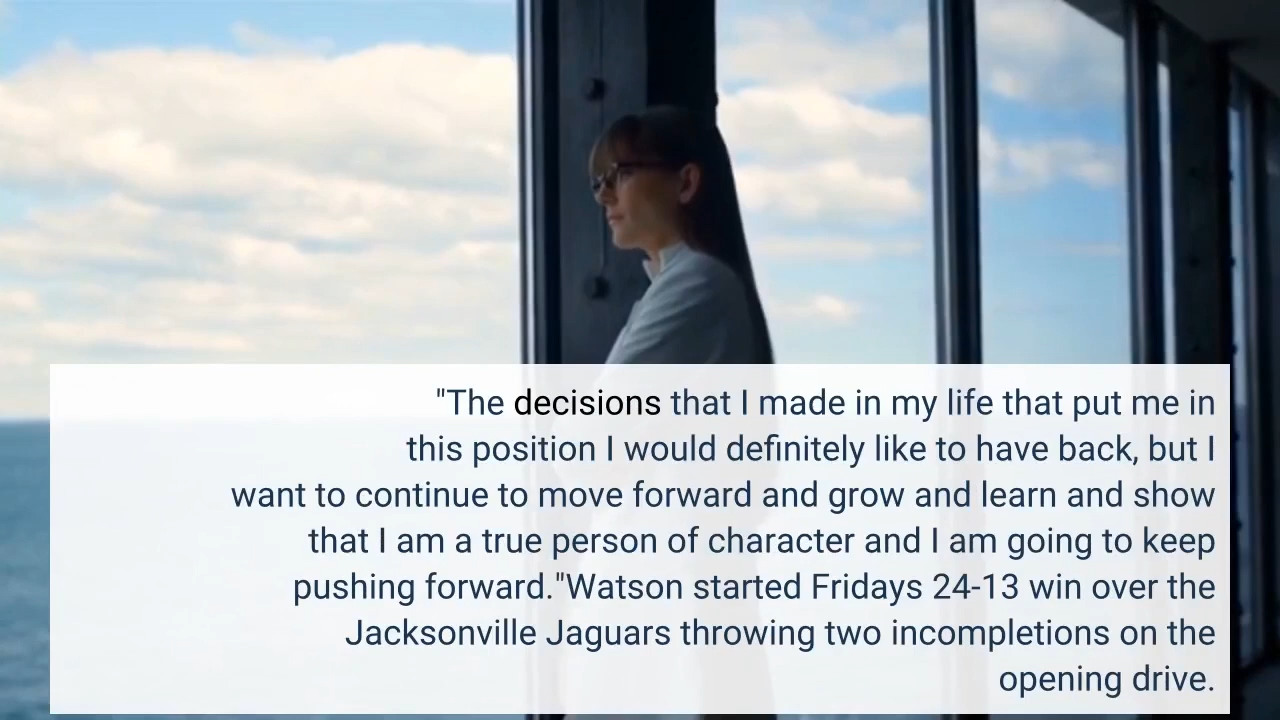 "The decisions that I made in my life that put me in
this position I would definitely like to have back, but I
want to continue to move forward and grow and learn and show
that I am a true person of character and I am going to keep
pushing forward."Watson started Fridays 24-13 win over the
Jacksonville Jaguars throwing two incompletions on the
opening drive.